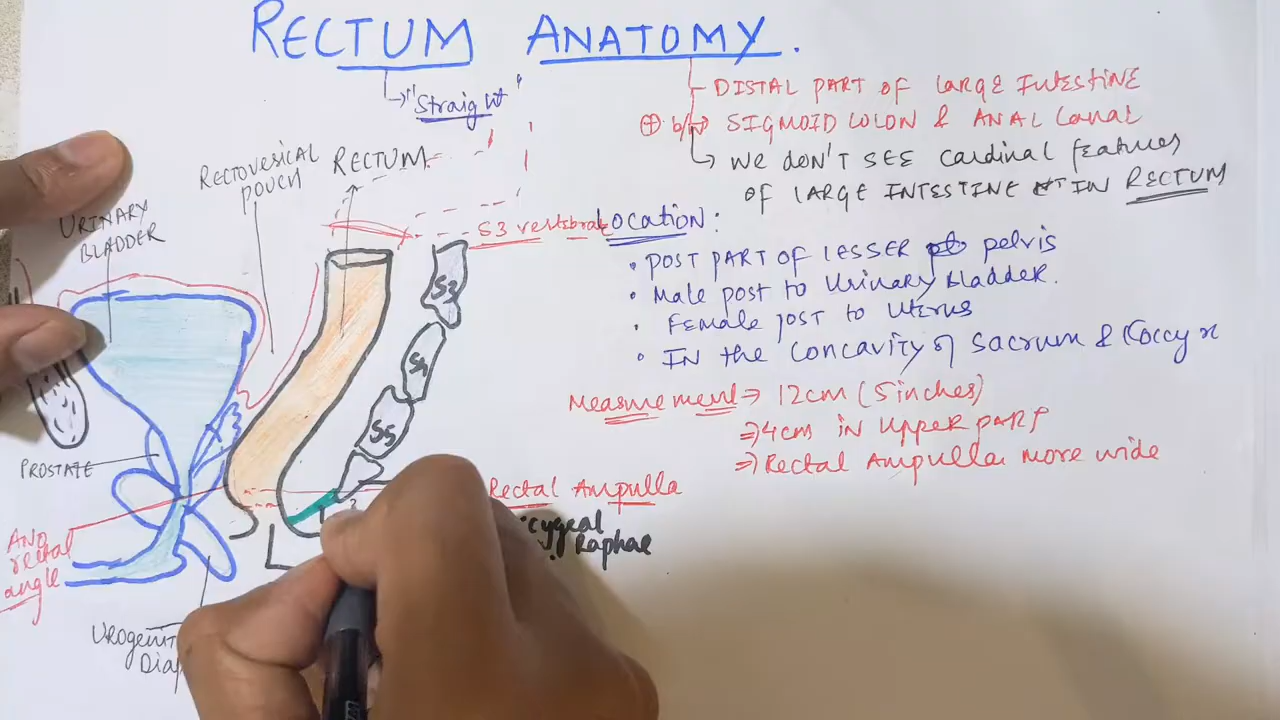 RECTUM ANATOMY.
"Straight"
DISTAL PART OF LARGE INTESTINE
⊕ b/w SIGMOID COLON & ANAL Canal
WE DON'T SEE Cardinal Features
OF LARGE INTESTINE IN RECTUM
RECTOVESICAL
POUCH
RECTUM
URINARY
BLADDER
S3 vertebrae
LOCATION:
• POST PART OF LESSER pelvis
• Male post to Urinary Bladder.
• Female post to Uterus
• IN the Concavity of Sacrum & Coccyx
S3
S4
S5
Measurement ⇒ 12cm (5 inches)
⇒ 4cm in Upper PART
⇒ Rectal Ampulla more wide
PROSTATE
Rectal Ampulla
Raphae
ANO
rectal
angle